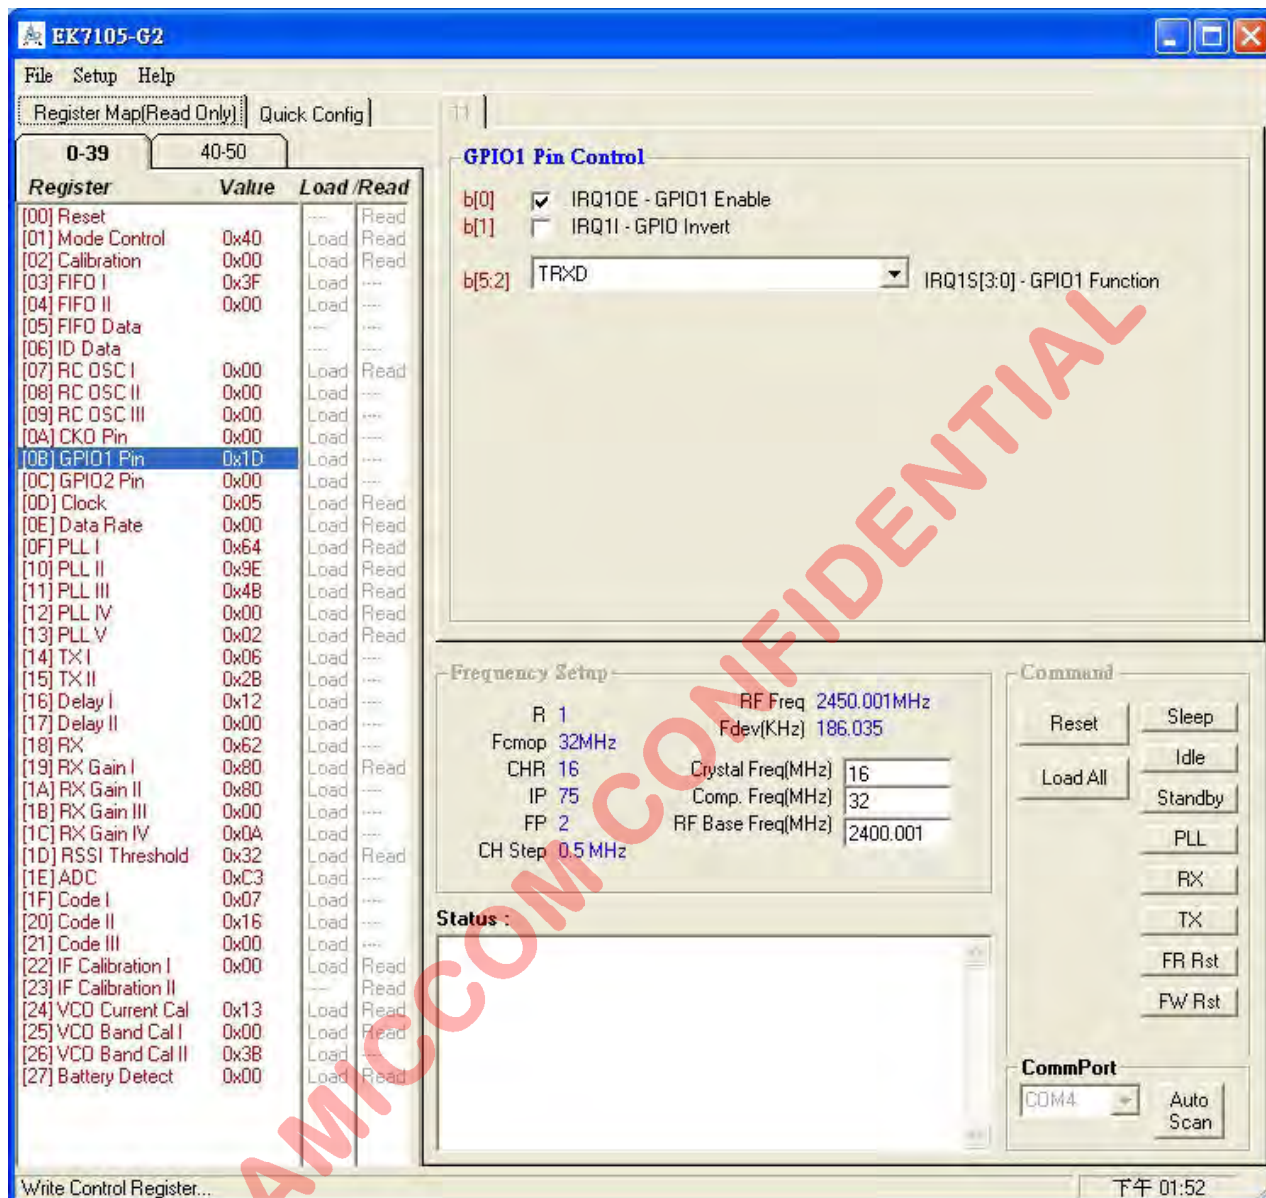 EK7105-G2
File Setup Help
Register Map(Read Only) Quick Config
0-39 40-50
Register Value Load /Read
[00] Reset ---- Read
[01] Mode Control 0x40 Load Read
[02] Calibration 0x00 Load Read
[03] FIFO I 0x3F Load ----
[04] FIFO II 0x00 Load ----
[05] FIFO Data ---- ----
[06] ID Data ---- ----
[07] RC OSC I 0x00 Load Read
[08] RC OSC II 0x00 Load ----
[09] RC OSC III 0x00 Load ----
[0A] CKO Pin 0x00 Load ----
[0B] GPIO1 Pin 0x1D Load ----
[0C] GPIO2 Pin 0x00 Load ----
[0D] Clock 0x05 Load Read
[0E] Data Rate 0x00 Load Read
[0F] PLL I 0x64 Load Read
[10] PLL II 0x9E Load Read
[11] PLL III 0x4B Load Read
[12] PLL IV 0x00 Load Read
[13] PLL V 0x02 Load Read
[14] TX I 0x06 Load ----
[15] TX II 0x2B Load ----
[16] Delay I 0x12 Load ----
[17] Delay II 0x00 Load ----
[18] RX 0x62 Load ----
[19] RX Gain I 0x80 Load Read
[1A] RX Gain II 0x80 Load ----
[1B] RX Gain III 0x00 Load ----
[1C] RX Gain IV 0x0A Load ----
[1D] RSSI Threshold 0x32 Load Read
[1E] ADC 0xC3 Load ----
[1F] Code I 0x07 Load ----
[20] Code II 0x16 Load ----
[21] Code III 0x00 Load ----
[22] IF Calibration I 0x00 Load Read
[23] IF Calibration II ---- Read
[24] VCO Current Cal 0x13 Load Read
[25] VCO Band Cal I 0x00 Load Read
[26] VCO Band Cal II 0x3B Load ----
[27] Battery Detect 0x00 Load Read
11
GPIO1 Pin Control
b[0] IRQ1OE - GPIO1 Enable
b[1] IRQ1I - GPIO Invert
b[5:2] TRXD IRQ1S[3:0] - GPIO1 Function
Frequency Setup
R 1
Fcmop 32MHz
CHR 16
IP 75
FP 2
CH Step 0.5 MHz
RF Freq 2450.001MHz
Fdev(KHz) 186.035
Crystal Freq(MHz) 16
Comp. Freq(MHz) 32
RF Base Freq(MHz) 2400.001
Command
Reset
Load All
Sleep
Idle
Standby
PLL
RX
TX
FR Rst
FW Rst
Status :
CommPort
COM4
Auto
Scan
Write Control Register...
下午 01:52
AMICCOM CONFIDENTIAL